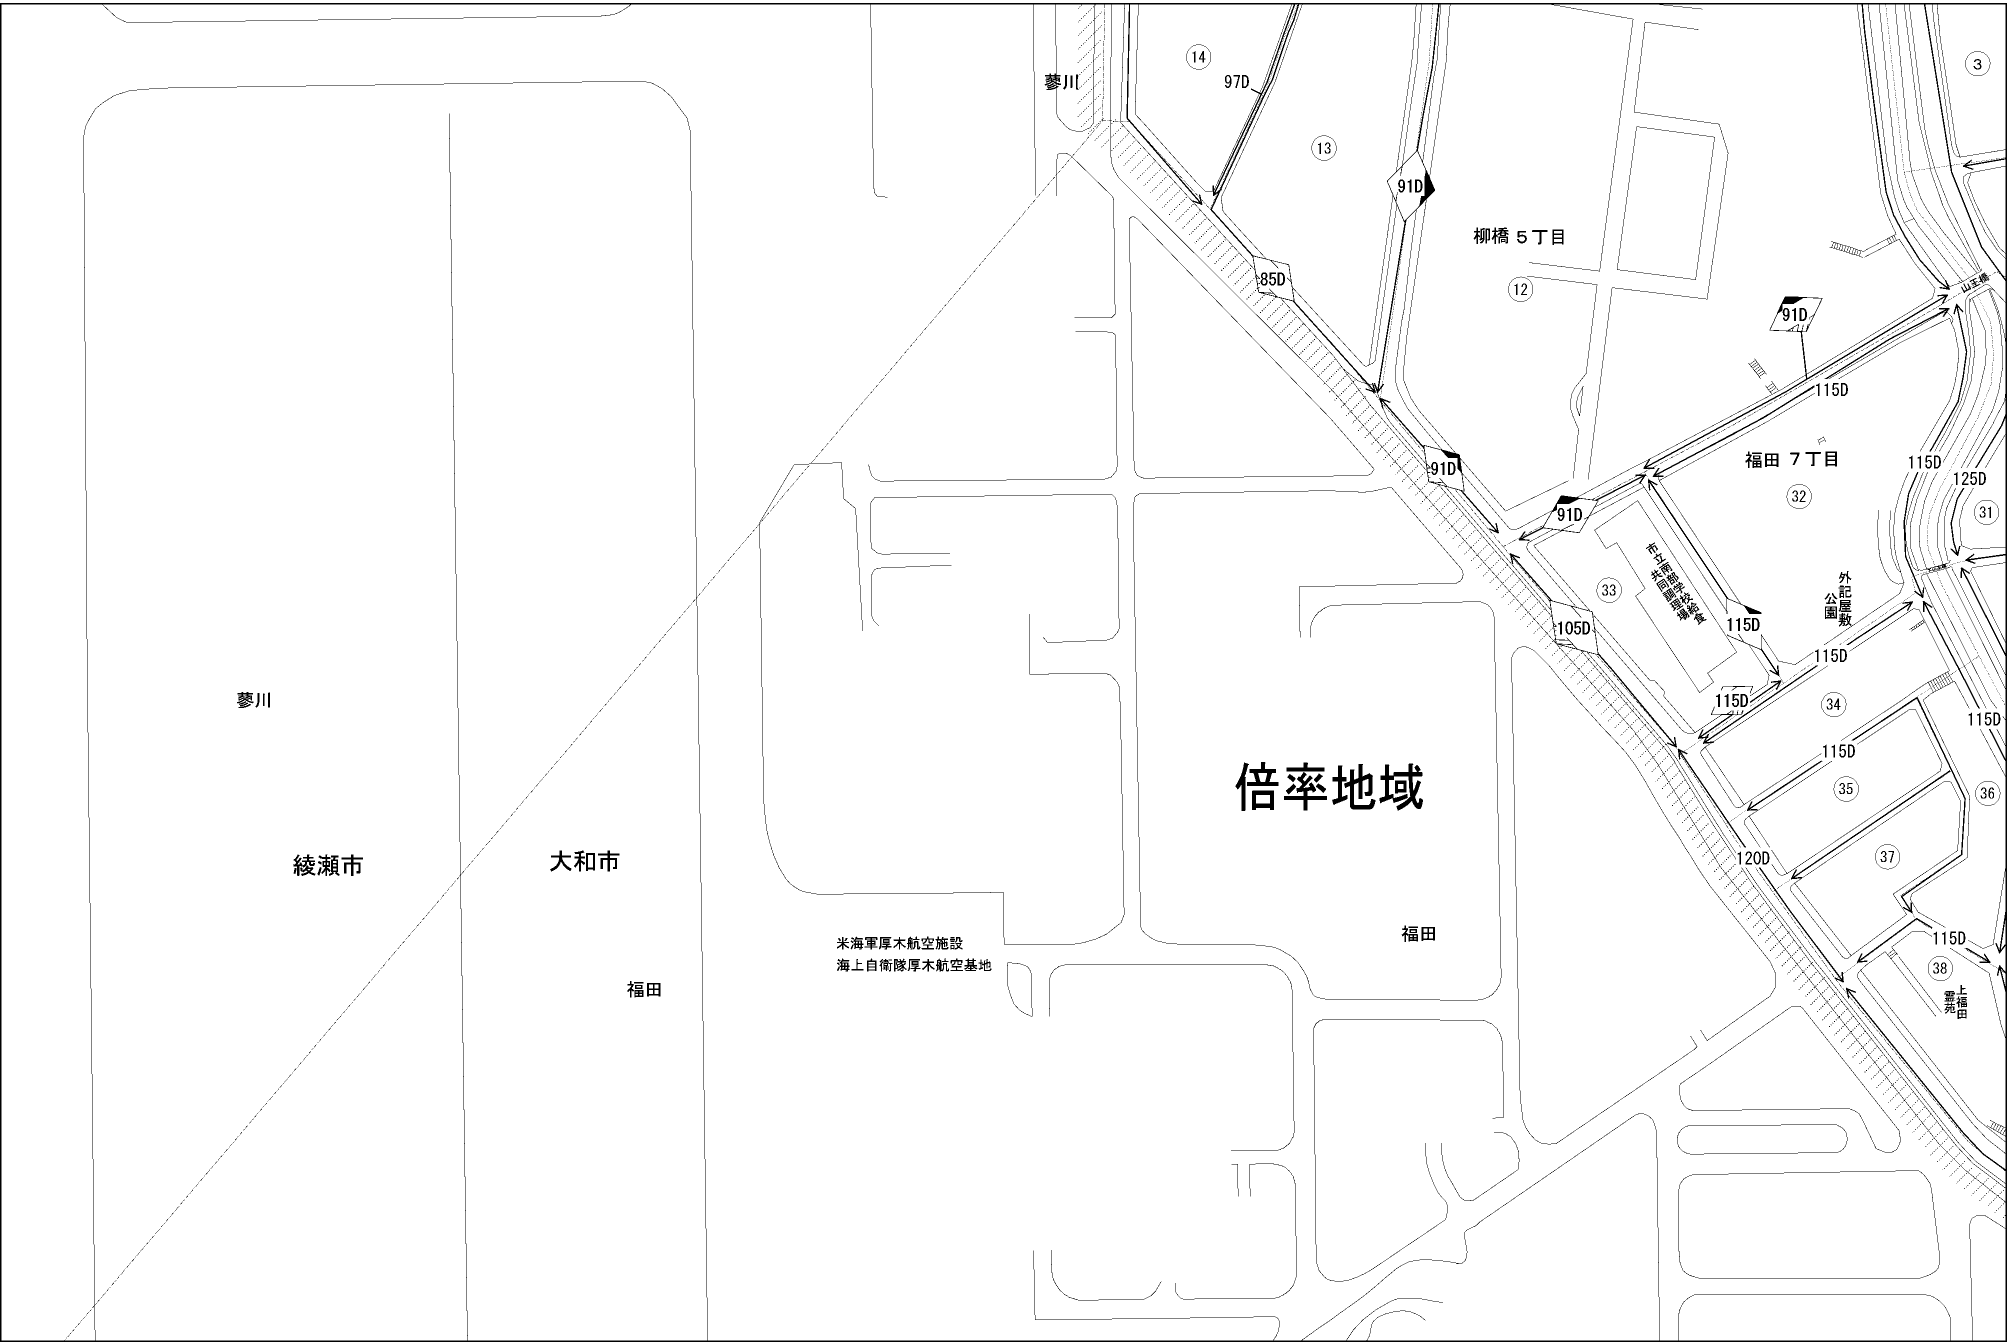 14
97D
蓼川
3
13
91D
柳橋 5丁目
85D
12
山王橋
91D
115D
福田 7丁目
91D
115D
125D
32
31
91D
市立南部学校給食
共同調理場
33
外記屋敷
公園
105D
115D
115D
115D
34
115D
115D
35
36
蓼川
倍率地域
綾瀬市
大和市
120D
37
福田
115D
米海軍厚木航空施設
海上自衛隊厚木航空基地
38
福田
上福田
霊苑